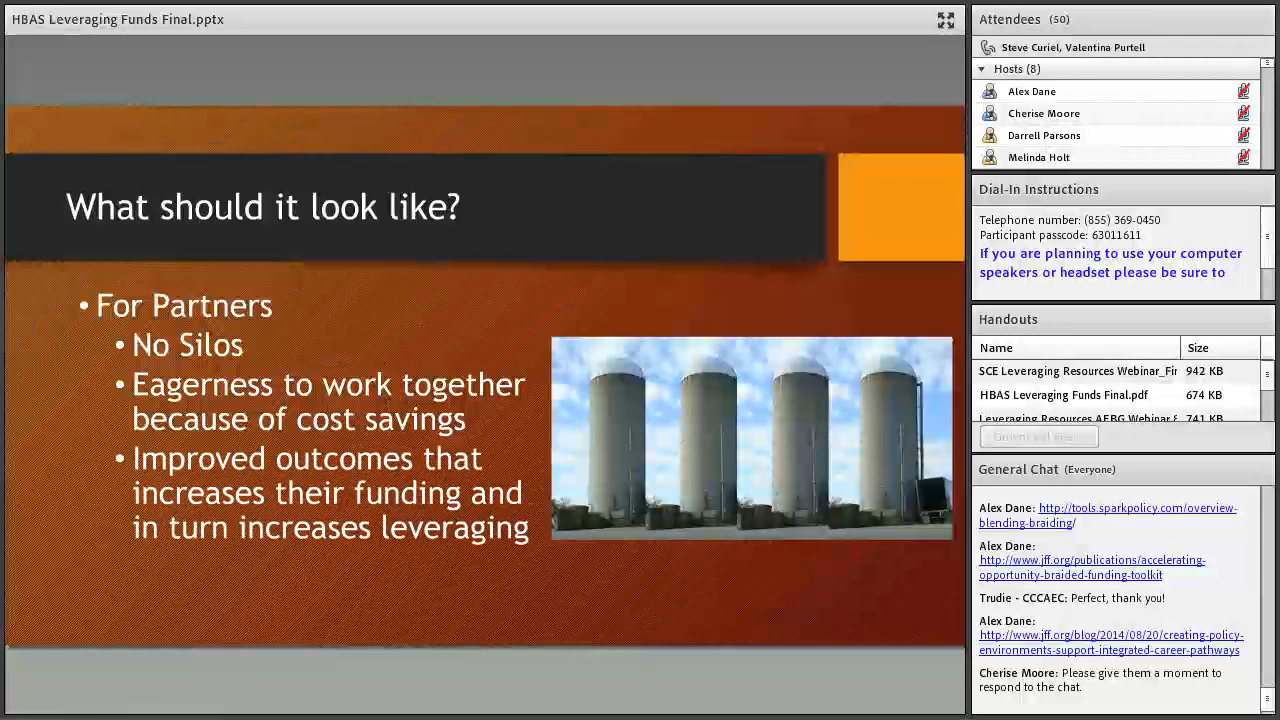 HBAS Leveraging Funds Final.pptx
What should it look like?
• For Partners
• No Silos
• Eagerness to work together
because of cost savings
• Improved outcomes that
increases their funding and
in turn increases leveraging
Attendees (50)
Steve Curiel, Valentina Purtell
Hosts (8)
Alex Dane
Cherise Moore
Darrell Parsons
Melinda Holt
Dial-In Instructions
Telephone number: (855) 369-0450
Participant passcode: 63011611
If you are planning to use your computer
speakers or headset please be sure to
Handouts
Name Size
SCE Leveraging Resources Webinar_Fir 942 KB
HBAS Leveraging Funds Final.pdf 674 KB
Leveraging Resources AEBG Webinar 741 KB
General Chat (Everyone)
Alex Dane: http://tools.sparkpolicy.com/overview-
blending-braiding/
Alex Dane:
http://www.jff.org/publications/accelerating-
opportunity-braided-funding-toolkit
Trudie - CCCAEC: Perfect, thank you!
Alex Dane:
http://www.jff.org/blog/2014/08/20/creating-policy-
environments-support-integrated-career-pathways
Cherise Moore: Please give them a moment to
respond to the chat.